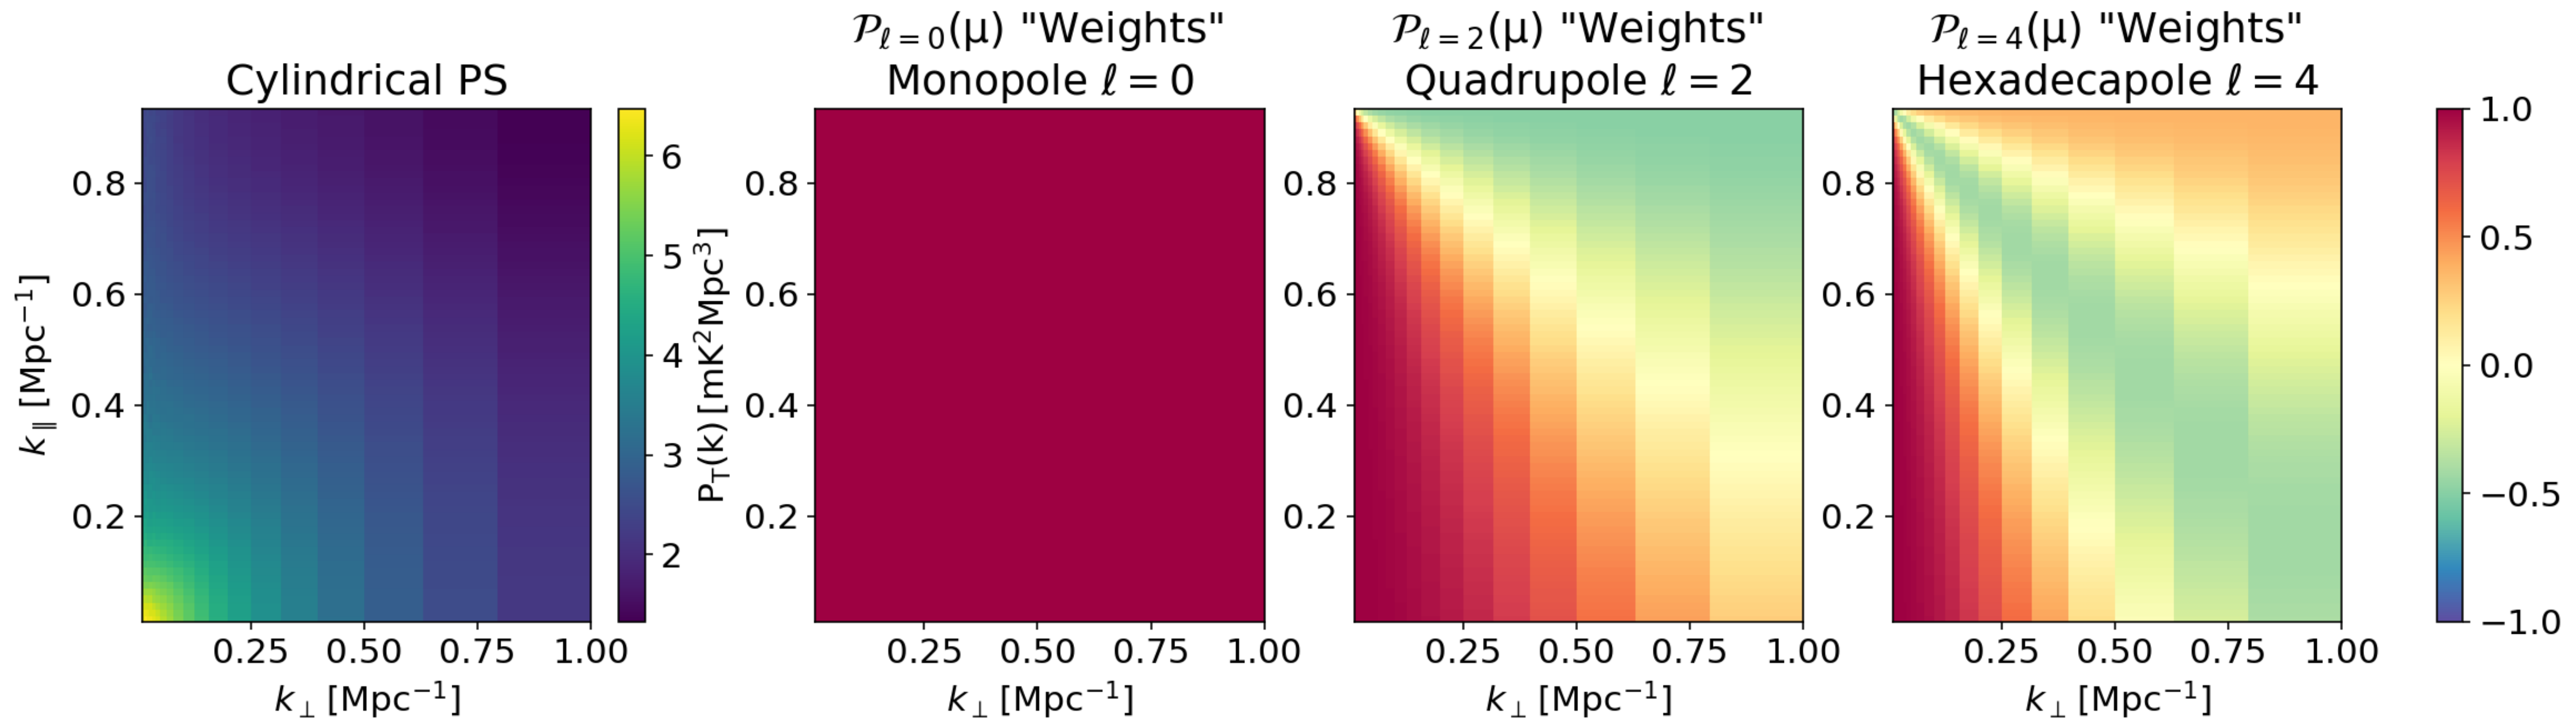 Cylindrical PS
k∥ [Mpc⁻¹]
0.8
0.6
0.4
0.2
0.25 0.50 0.75 1.00
k⊥ [Mpc⁻¹]
6
5
4
3
2
P_T(k) [mK²Mpc³]
𝒫ℓ=0(μ) "Weights"
Monopole ℓ = 0
0.8
0.6
0.4
0.2
0.25 0.50 0.75 1.00
k⊥ [Mpc⁻¹]
𝒫ℓ=2(μ) "Weights"
Quadrupole ℓ = 2
0.8
0.6
0.4
0.2
0.25 0.50 0.75 1.00
k⊥ [Mpc⁻¹]
𝒫ℓ=4(μ) "Weights"
Hexadecapole ℓ = 4
0.8
0.6
0.4
0.2
0.25 0.50 0.75 1.00
k⊥ [Mpc⁻¹]
1.0
0.5
0.0
−0.5
−1.0